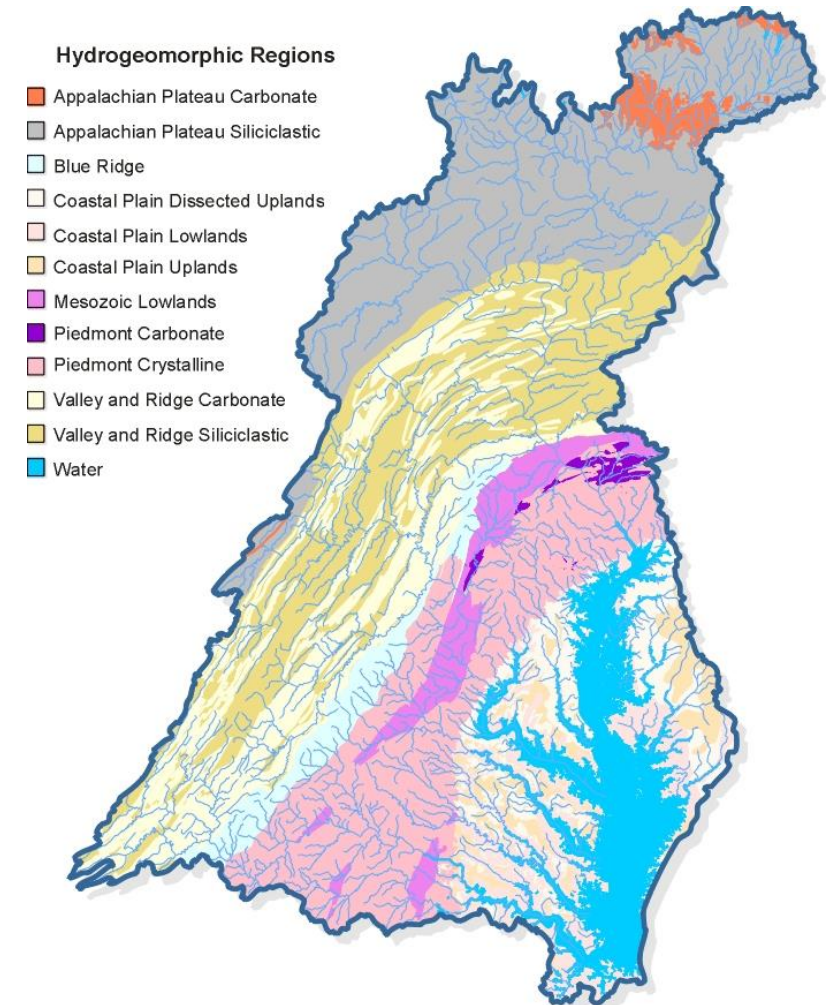 Hydrogeomorphic Regions
Appalachian Plateau Carbonate
Appalachian Plateau Siliciclastic
Blue Ridge
Coastal Plain Dissected Uplands
Coastal Plain Lowlands
Coastal Plain Uplands
Mesozoic Lowlands
Piedmont Carbonate
Piedmont Crystalline
Valley and Ridge Carbonate
Valley and Ridge Siliciclastic
Water